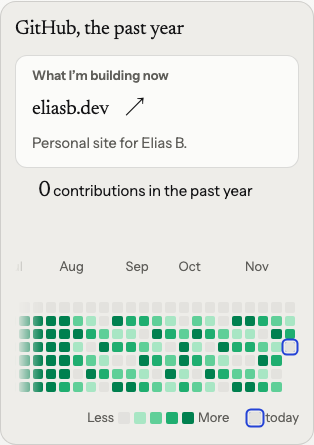 GitHub, the past year
What I’m building now
eliasb.dev
Personal site for Elias B.
0 contributions in the past year
Aug Sep Oct Nov
Less More today